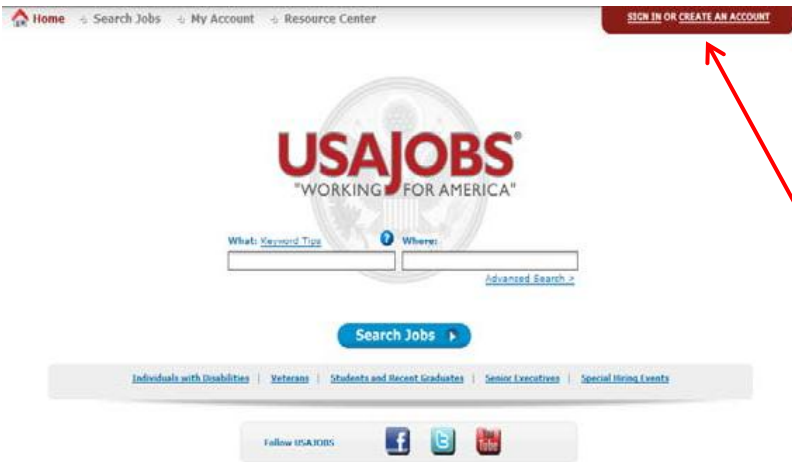 Home Search Jobs My Account Resource Center SIGN IN OR CREATE AN ACCOUNT
USAJOBS®
"WORKING FOR AMERICA"
What: Keyword Tips ? Where:
Advanced Search >
Search Jobs
Individuals with Disabilities | Veterans | Students and Recent Graduates | Senior Executives | Special Hiring Events
Follow USAJOBS f t You Tube